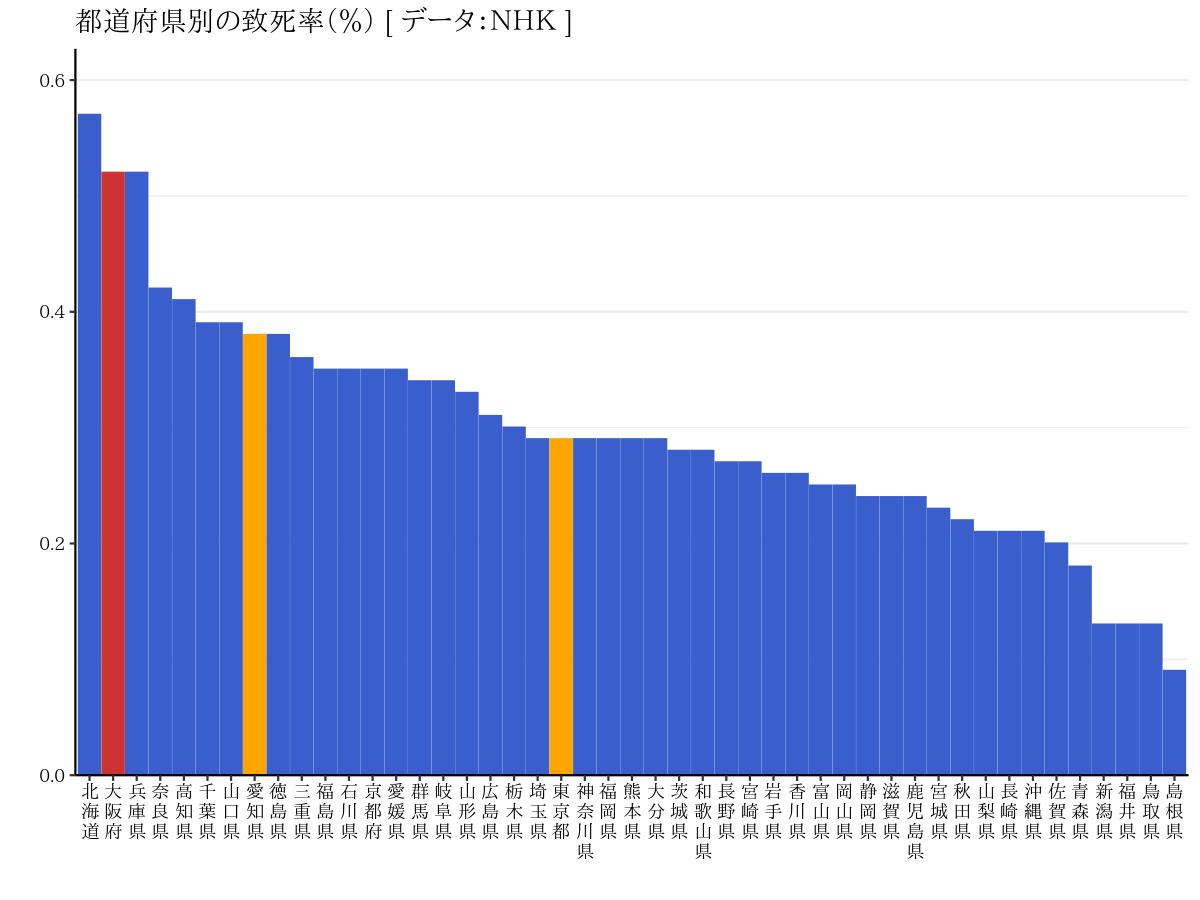 都道府県別の致死率(%) [ データ:NHK ]
0.6
0.4
0.2
0.0
北海道
大阪府
兵庫県
奈良県
高知県
千葉県
山口県
愛知県
徳島県
三重県
福島県
石川県
京都府
愛媛県
群馬県
岐阜県
山形県
広島県
栃木県
埼玉県
東京都
神奈川県
福岡県
熊本県
大分県
茨城県
和歌山県
長野県
宮崎県
岩手県
香川県
富山県
岡山県
静岡県
滋賀県
鹿児島県
宮城県
秋田県
山梨県
長崎県
沖縄県
佐賀県
青森県
新潟県
福井県
鳥取県
島根県